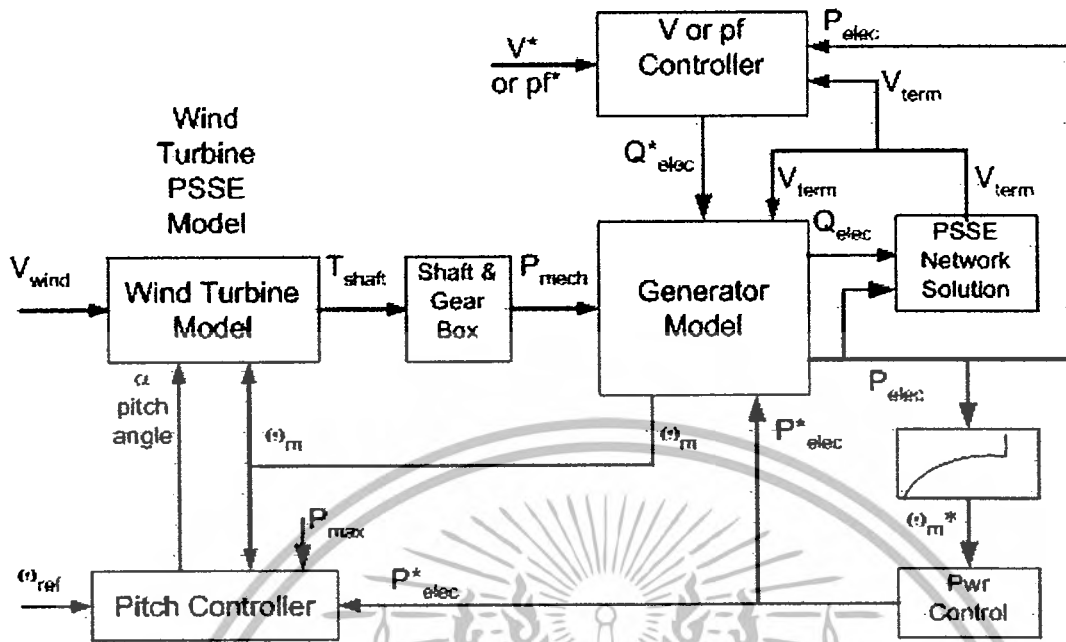 V*
or pf*
V or pf
Controller
P_elec
V_term
Wind
Turbine
PSSE
Model
Q*_elec
V_term
V_term
V_wind
Wind Turbine
Model
T_shaft
Shaft &
Gear
Box
P_mech
Generator
Model
Q_elec
PSSE
Network
Solution
α
pitch
angle
ω_m
ω_m
P*_elec
P_elec
P_max
ω_m*
ω_ref
Pitch Controller
P*_elec
Pwr
Control